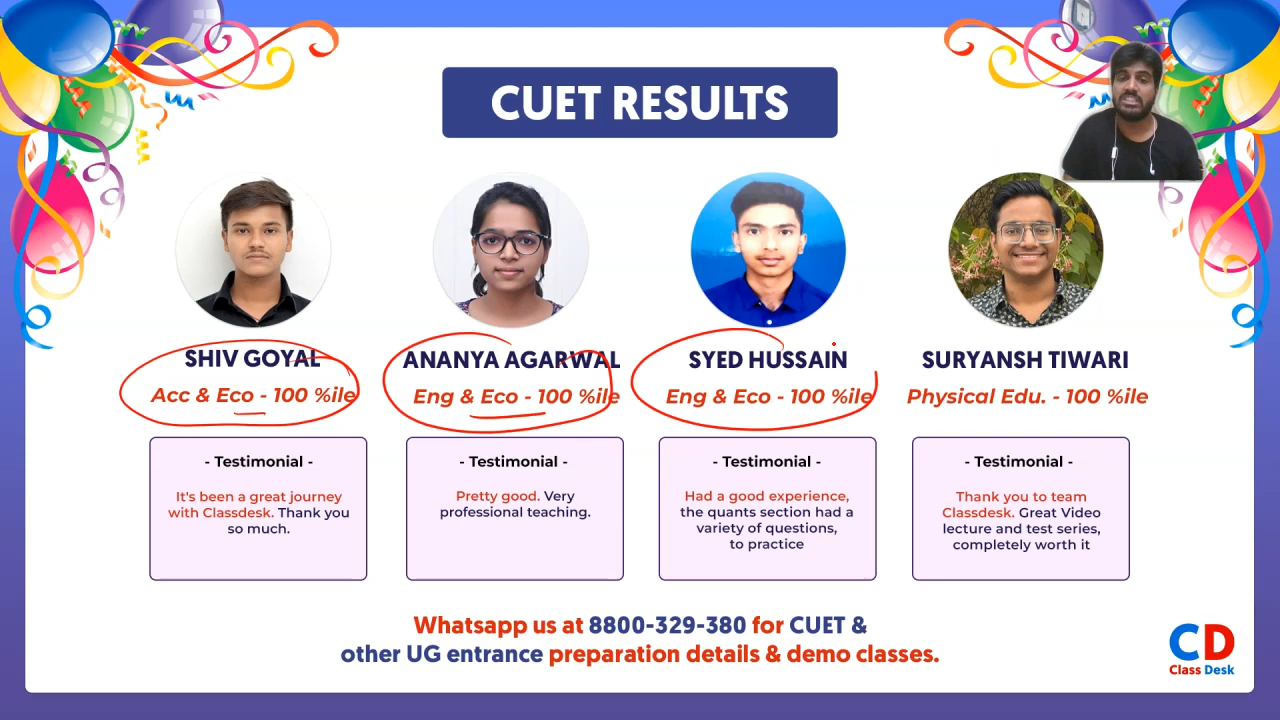 CUET RESULTS
SHIV GOYAL
Acc & Eco - 100 %ile
ANANYA AGARWAL
Eng & Eco - 100 %ile
SYED HUSSAIN
Eng & Eco - 100 %ile
SURYANSH TIWARI
Physical Edu. - 100 %ile
- Testimonial -
It's been a great journey
with Classdesk. Thank you
so much.
- Testimonial -
Pretty good. Very
professional teaching.
- Testimonial -
Had a good experience,
the quants section had a
variety of questions,
to practice
- Testimonial -
Thank you to team
Classdesk. Great Video
lecture and test series,
completely worth it
Whatsapp us at 8800-329-380 for CUET &
other UG entrance preparation details & demo classes.
CD
Class Desk